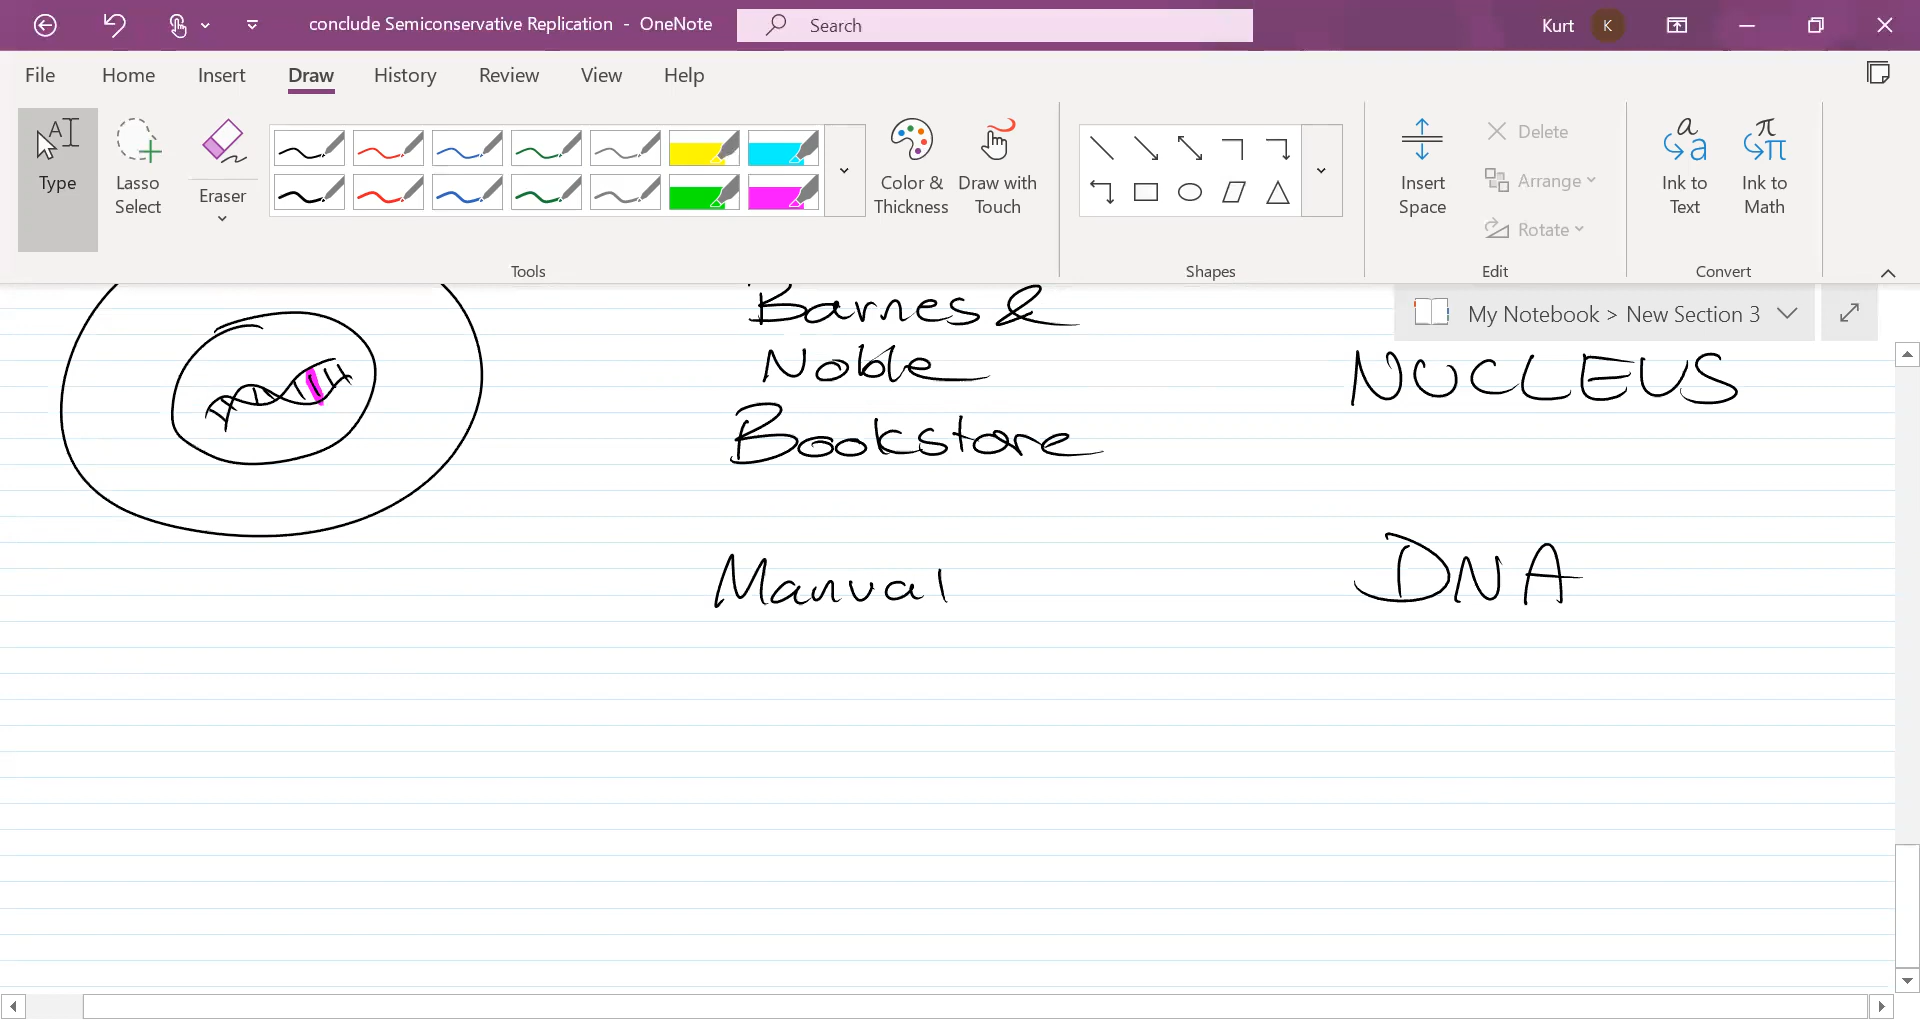 conclude Semiconservative Replication - OneNote
Search
Kurt K
File Home Insert Draw History Review View Help
Type
Lasso Select
Eraser
Color & Thickness
Draw with Touch
Insert Space
Delete
Arrange
Rotate
Ink to Text
Ink to Math
Tools Shapes Edit Convert
My Notebook > New Section 3
Barnes &
Noble
Bookstore
NUCLEUS
Manual
DNA